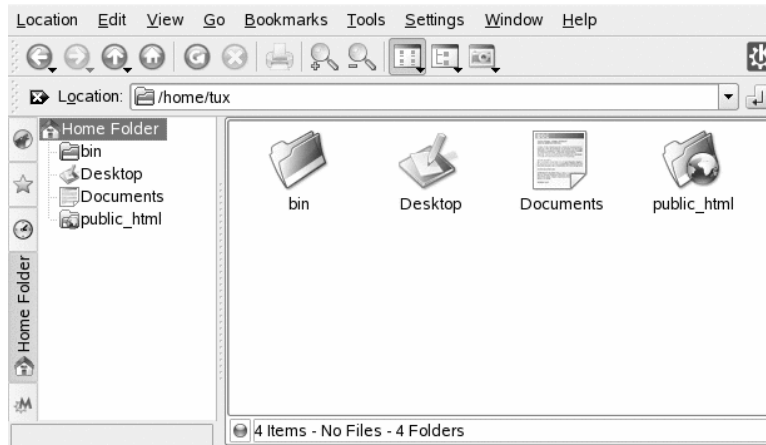 Location Edit View Go Bookmarks Tools Settings Window Help
Location: /home/tux
Home Folder
bin
Desktop
Documents
public_html
bin Desktop Documents public_html
Home Folder
4 Items - No Files - 4 Folders